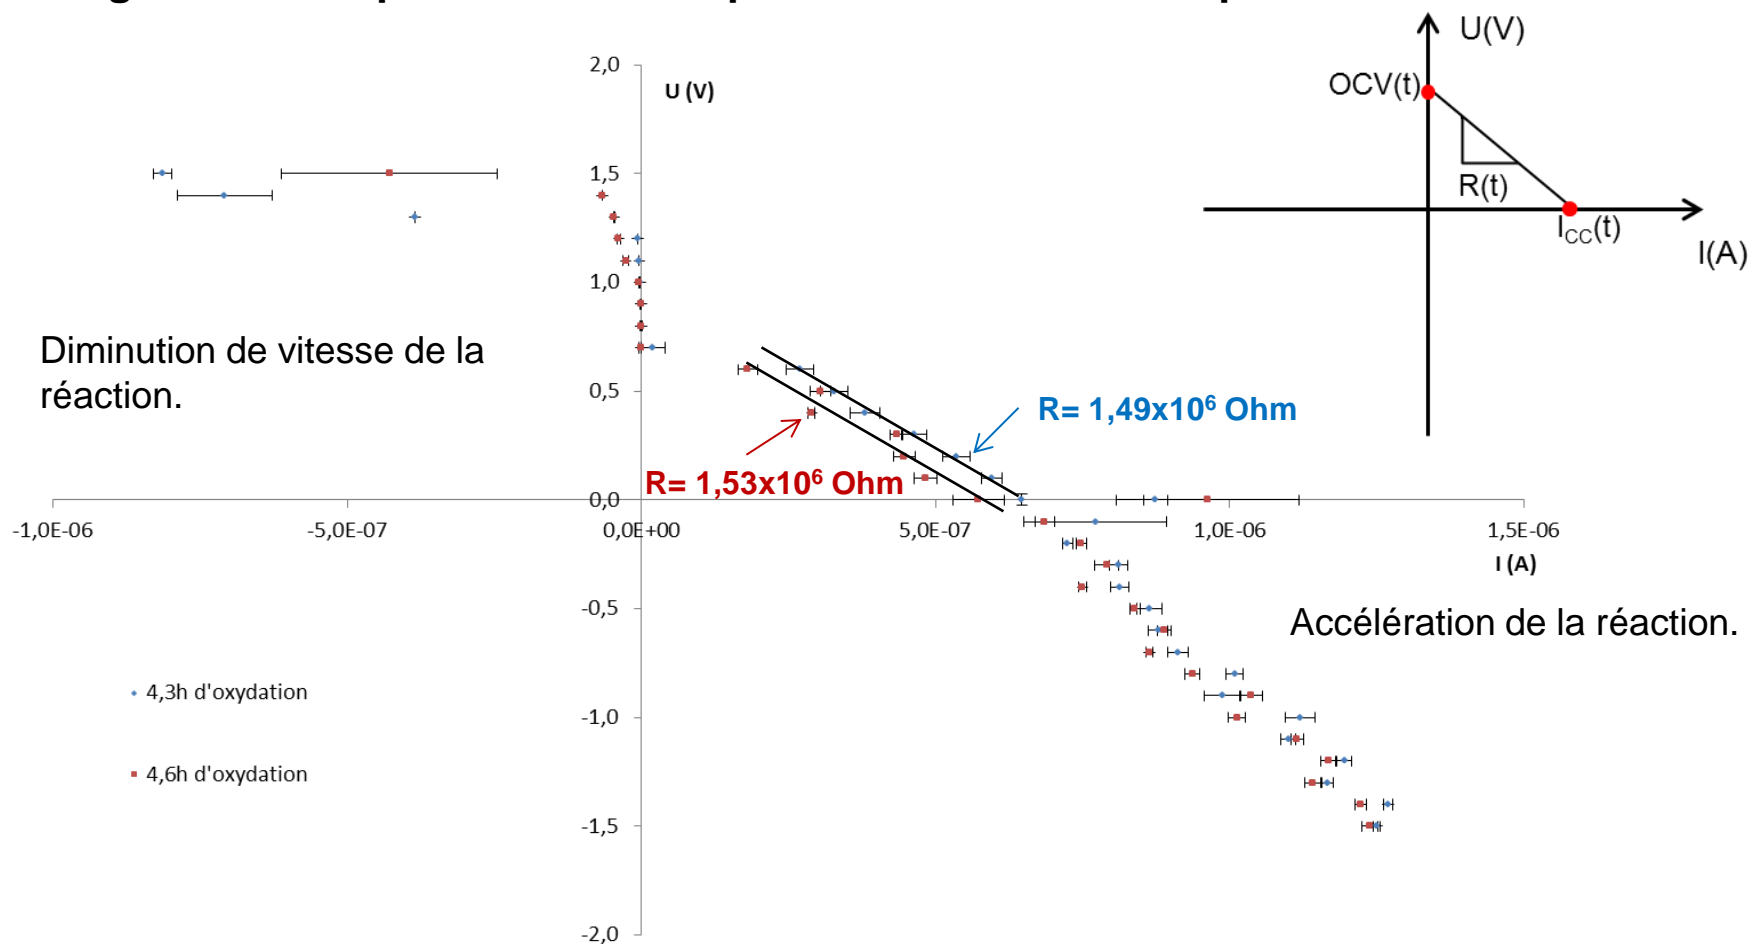 U(V)
OCV(t)
R(t)
I_CC(t)
I(A)
2,0
U (V)
1,5
1,0
Diminution de vitesse de la
réaction.
0,5
R= 1,49x10⁶ Ohm
R= 1,53x10⁶ Ohm
0,0
-1,0E-06
-5,0E-07
0,0E+00
5,0E-07
1,0E-06
1,5E-06
I (A)
-0,5
Accélération de la réaction.
4,3h d'oxydation
-1,0
4,6h d'oxydation
-1,5
-2,0